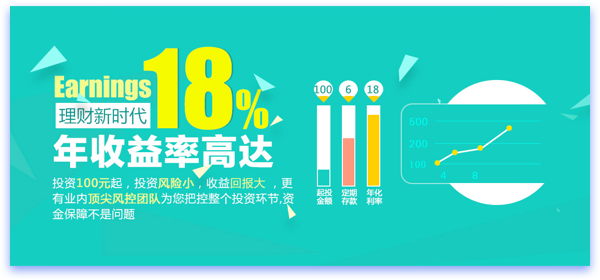 Earnings 18%
理财新时代
年收益率高达
投资100元起，投资风险小，收益回报大 ，更
有业内顶尖风控团队为您把控整个投资环节,资
金保障不是问题
100 6 18
起投金额 定期存款 年化利率
500
200
100
4 8